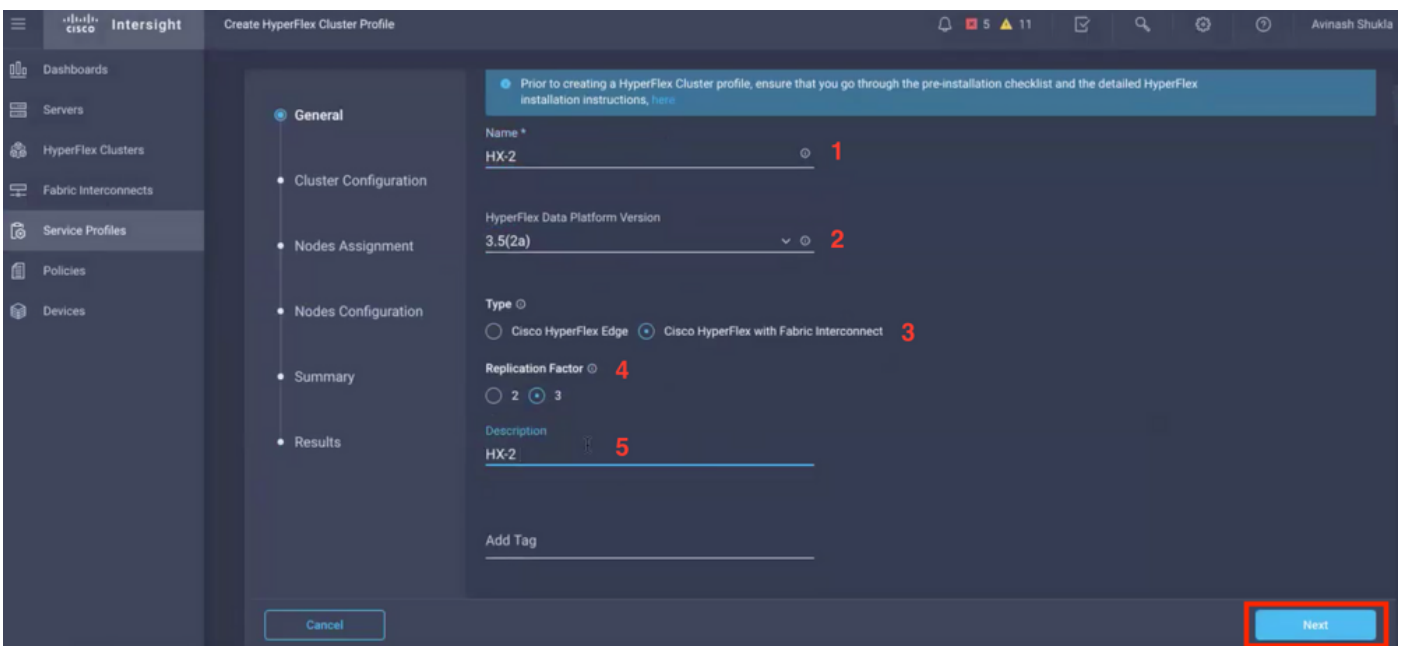 cisco Intersight
Create HyperFlex Cluster Profile
5 11
Avinash Shukla
Dashboards
Servers
HyperFlex Clusters
Fabric Interconnects
Service Profiles
Policies
Devices
General
Cluster Configuration
Nodes Assignment
Nodes Configuration
Summary
Results
Prior to creating a HyperFlex Cluster profile, ensure that you go through the pre-installation checklist and the detailed HyperFlex
installation instructions, here.
Name *
HX-2 1
HyperFlex Data Platform Version
3.5(2a) 2
Type
Cisco HyperFlex Edge Cisco HyperFlex with Fabric Interconnect 3
Replication Factor 4
2 3
Description
HX-2 5
Add Tag
Cancel
Next